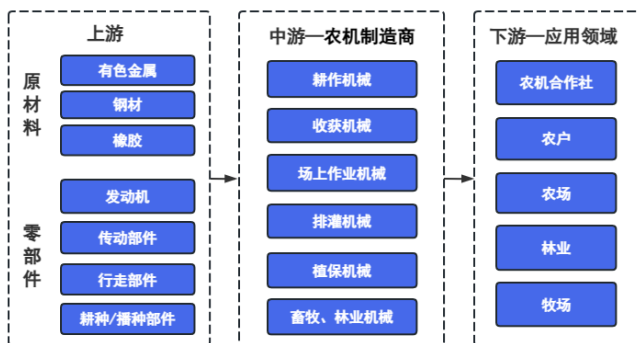 上游
原材料
有色金属
钢材
橡胶
零部件
发动机
传动部件
行走部件
耕种/播种部件
中游—农机制造商
耕作机械
收获机械
场上作业机械
排灌机械
植保机械
畜牧、林业机械
下游—应用领域
农机合作社
农户
农场
林业
牧场